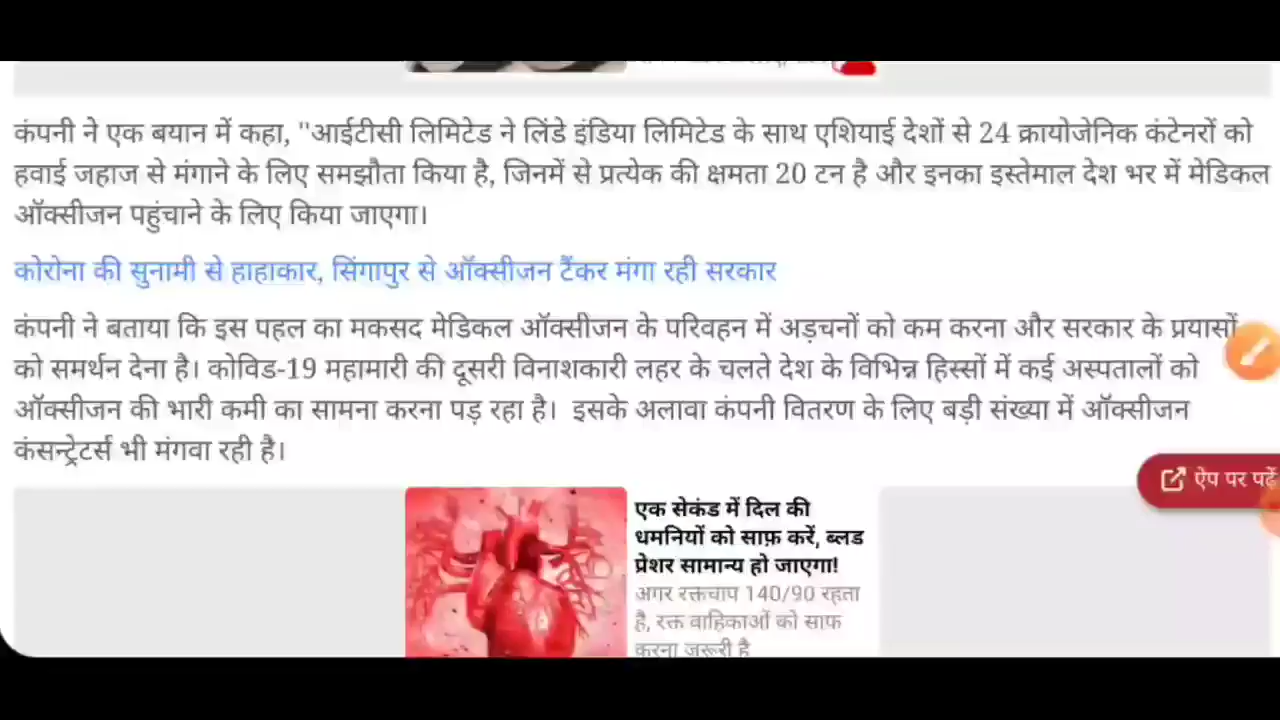 कंपनी ने एक बयान में कहा, "आईटीसी लिमिटेड ने लिंडे इंडिया लिमिटेड के साथ एशियाई देशों से 24 क्रायोजेनिक कंटेनरों को
हवाई जहाज से मंगाने के लिए समझौता किया है, जिनमें से प्रत्येक की क्षमता 20 टन है और इनका इस्तेमाल देश भर में मेडिकल
ऑक्सीजन पहुंचाने के लिए किया जाएगा।
कोरोना की सुनामी से हाहाकार, सिंगापुर से ऑक्सीजन टैंकर मंगा रही सरकार
कंपनी ने बताया कि इस पहल का मकसद मेडिकल ऑक्सीजन के परिवहन में अड़चनों को कम करना और सरकार के प्रयासों
को समर्थन देना है। कोविड-19 महामारी की दूसरी विनाशकारी लहर के चलते देश के विभिन्न हिस्सों में कई अस्पतालों को
ऑक्सीजन की भारी कमी का सामना करना पड़ रहा है। इसके अलावा कंपनी वितरण के लिए बड़ी संख्या में ऑक्सीजन
कंसन्ट्रेटर्स भी मंगवा रही है।
ऐप पर पढ़ें
एक सेकंड में दिल की
धमनियों को साफ़ करें, ब्लड
प्रेशर सामान्य हो जाएगा!
अगर रक्तचाप 140/90 रहता
है, रक्त वाहिकाओं को साफ
करना जरूरी है